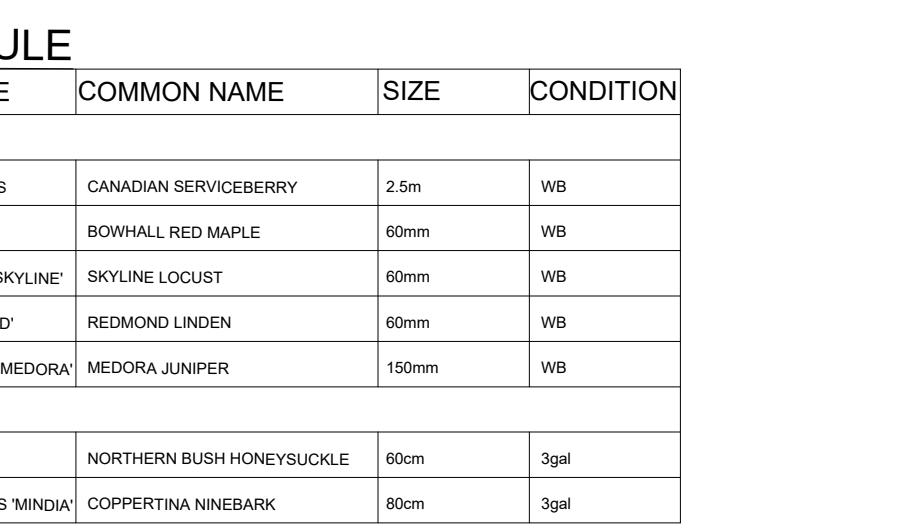 ULE
E COMMON NAME SIZE CONDITION
S CANADIAN SERVICEBERRY 2.5m WB
BOWHALL RED MAPLE 60mm WB
SKYLINE' SKYLINE LOCUST 60mm WB
D' REDMOND LINDEN 60mm WB
MEDORA' MEDORA JUNIPER 150mm WB
NORTHERN BUSH HONEYSUCKLE 60cm 3gal
S 'MINDIA' COPPERTINA NINEBARK 80cm 3gal